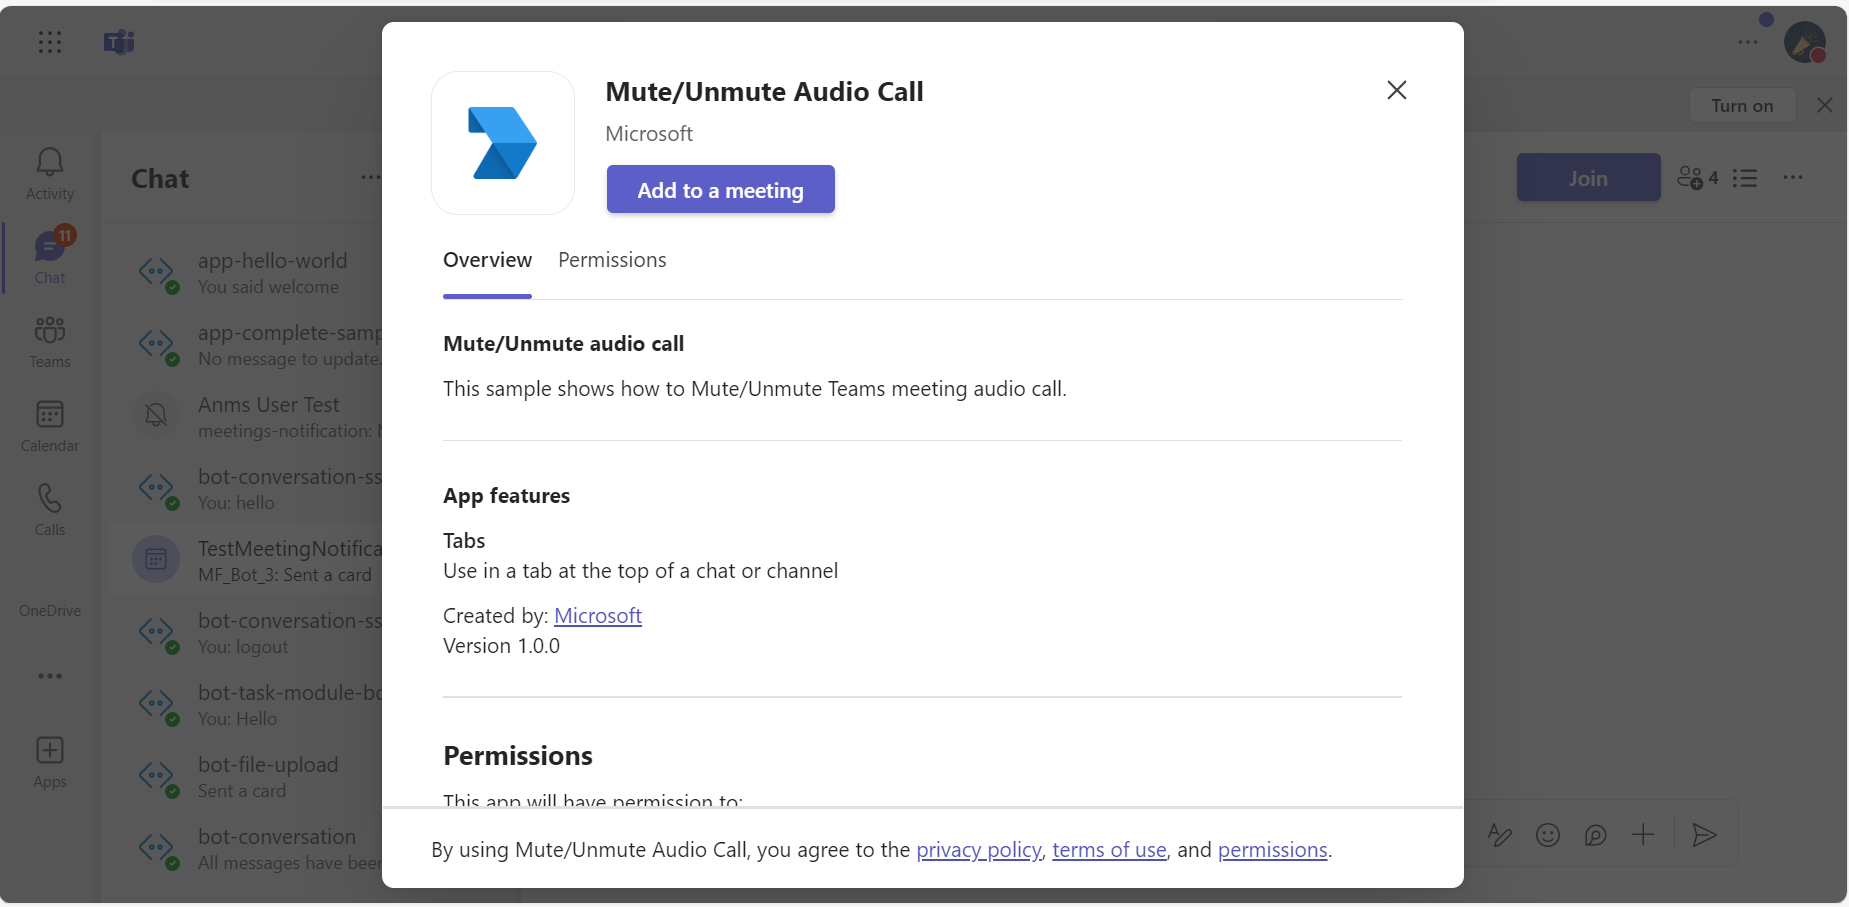 Turn on
Activity
11
Chat
Teams
Calendar
Calls
OneDrive
Apps
Chat
app-hello-world
You said welcome
app-complete-samp
No message to update.
Anms User Test
meetings-notification:
bot-conversation-ss
You: hello
TestMeetingNotifica
MF_Bot_3: Sent a card
bot-conversation-ss
You: logout
bot-task-module-bo
You: Hello
bot-file-upload
Sent a card
bot-conversation
All messages have been
Join
4
Mute/Unmute Audio Call
Microsoft
Add to a meeting
Overview Permissions
Mute/Unmute audio call
This sample shows how to Mute/Unmute Teams meeting audio call.
App features
Tabs
Use in a tab at the top of a chat or channel
Created by: Microsoft
Version 1.0.0
Permissions
This app will have permission to:
By using Mute/Unmute Audio Call, you agree to the privacy policy, terms of use, and permissions.